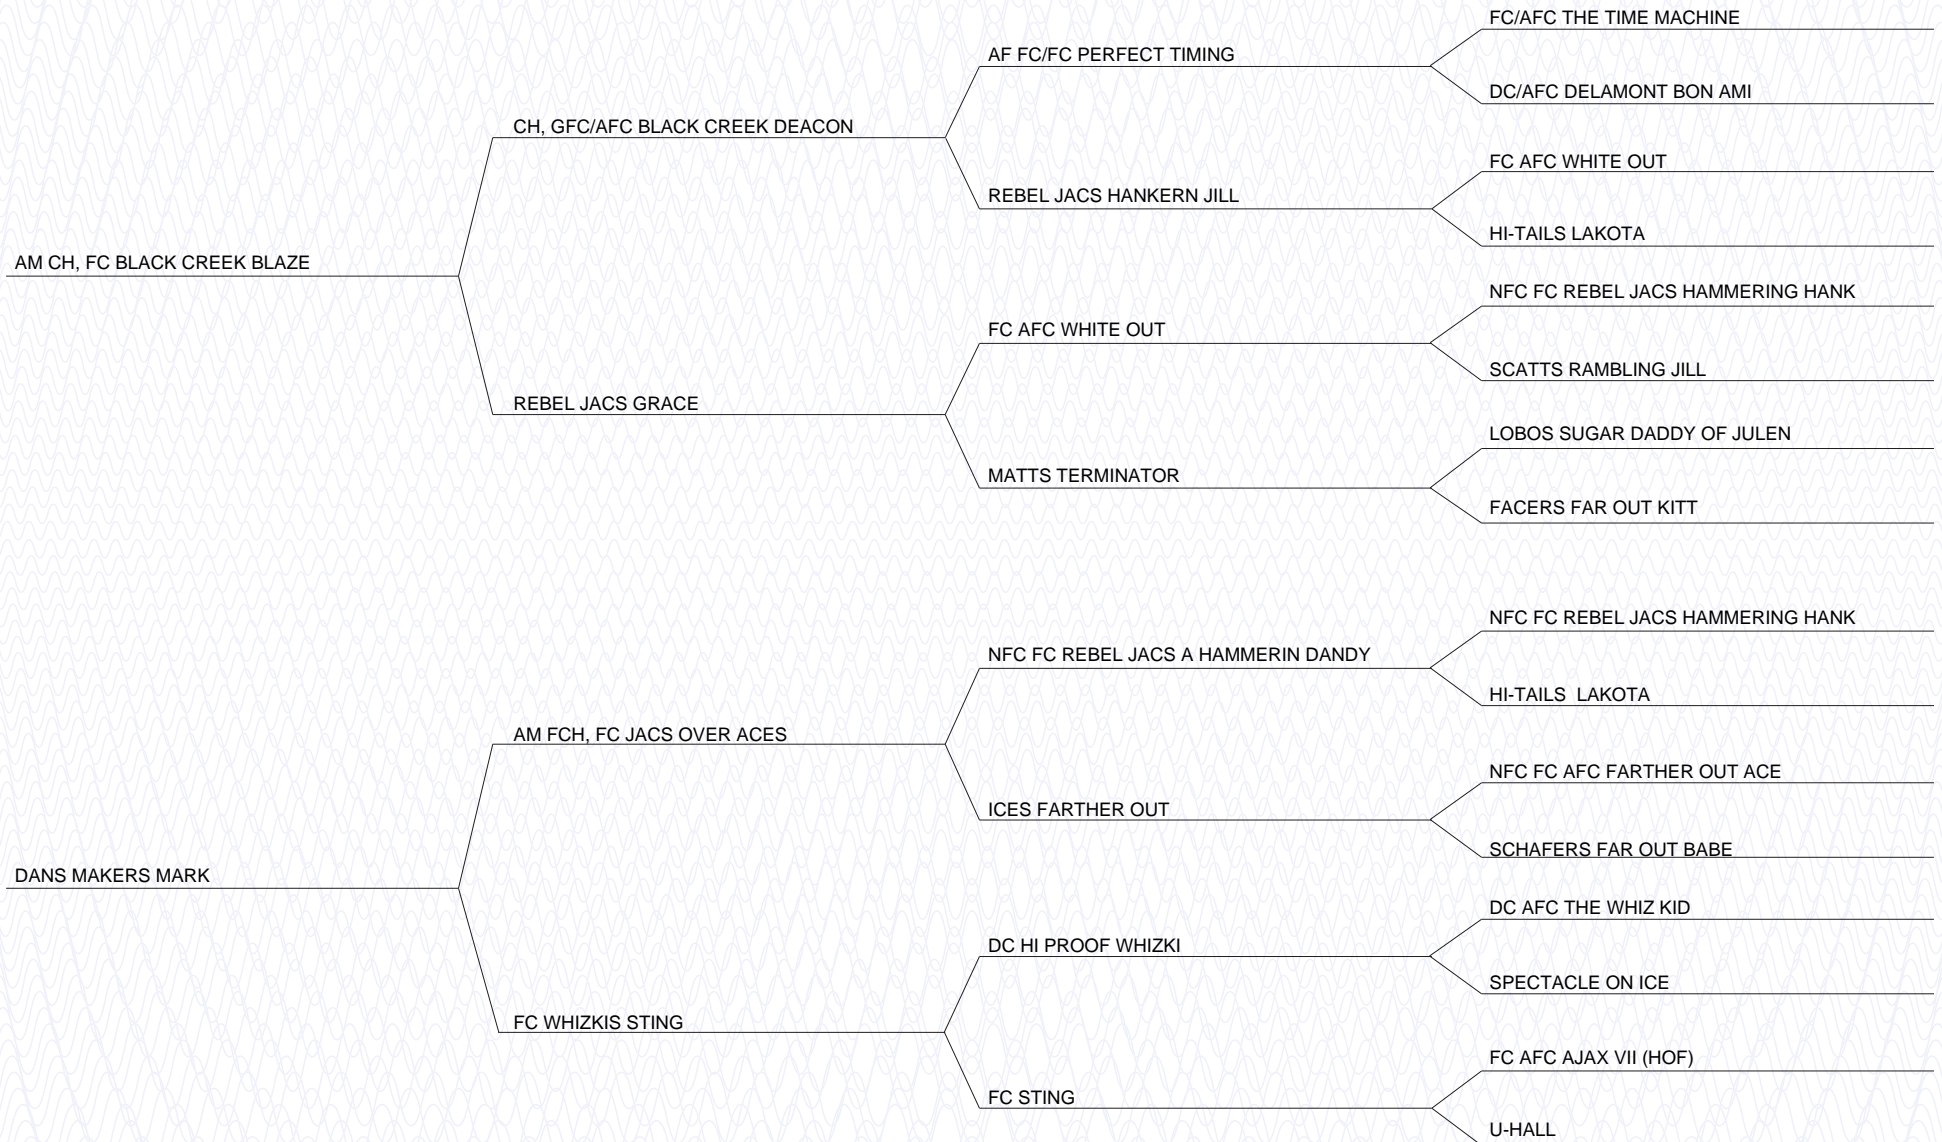 FC/AFC THE TIME MACHINE
AF FC/FC PERFECT TIMING
DC/AFC DELAMONT BON AMI
CH, GFC/AFC BLACK CREEK DEACON
FC AFC WHITE OUT
REBEL JACS HANKERN JILL
HI-TAILS LAKOTA
AM CH, FC BLACK CREEK BLAZE
NFC FC REBEL JACS HAMMERING HANK
FC AFC WHITE OUT
SCATTS RAMBLING JILL
REBEL JACS GRACE
LOBOS SUGAR DADDY OF JULEN
MATTS TERMINATOR
FACERS FAR OUT KITT
NFC FC REBEL JACS HAMMERING HANK
NFC FC REBEL JACS A HAMMERIN DANDY
HI-TAILS  LAKOTA
AM FCH, FC JACS OVER ACES
NFC FC AFC FARTHER OUT ACE
ICES FARTHER OUT
SCHAFERS FAR OUT BABE
DANS MAKERS MARK
DC AFC THE WHIZ KID
DC HI PROOF WHIZKI
SPECTACLE ON ICE
FC WHIZKIS STING
FC AFC AJAX VII (HOF)
FC STING
U-HALL